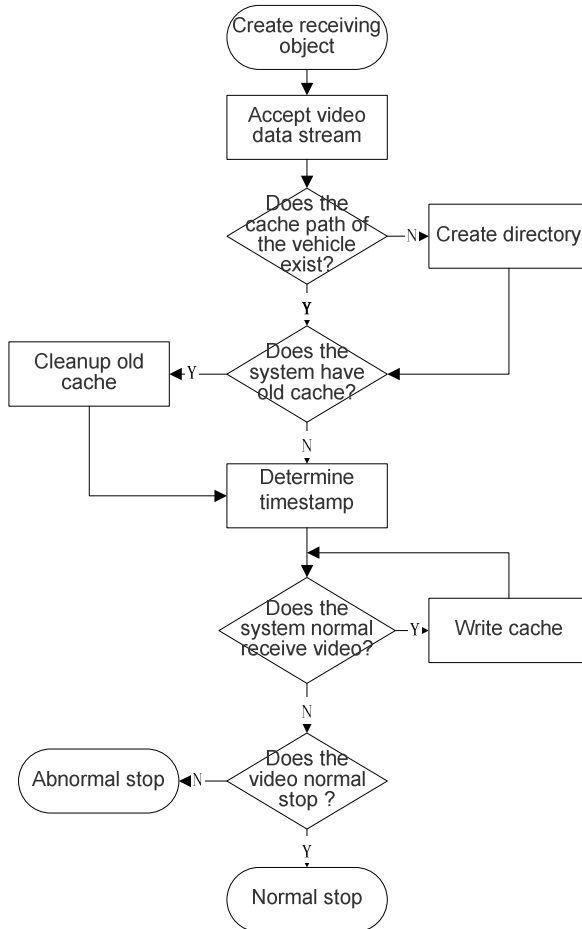 Create receiving
object
Accept video
data stream
Does the
cache path of
the vehicle
exist?
N
Create directory
Y
Cleanup old
cache
Y
Does the
system have
old cache?
N
Determine
timestamp
Does the
system normal
receive video?
Y
Write cache
N
Abnormal stop
N
Does the
video normal
stop ?
Y
Normal stop